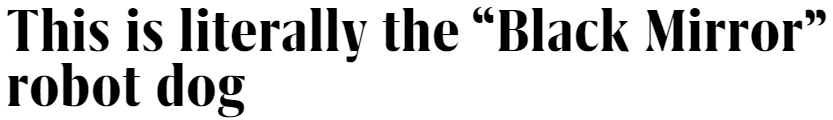 This is literally the “Black Mirror”
robot dog